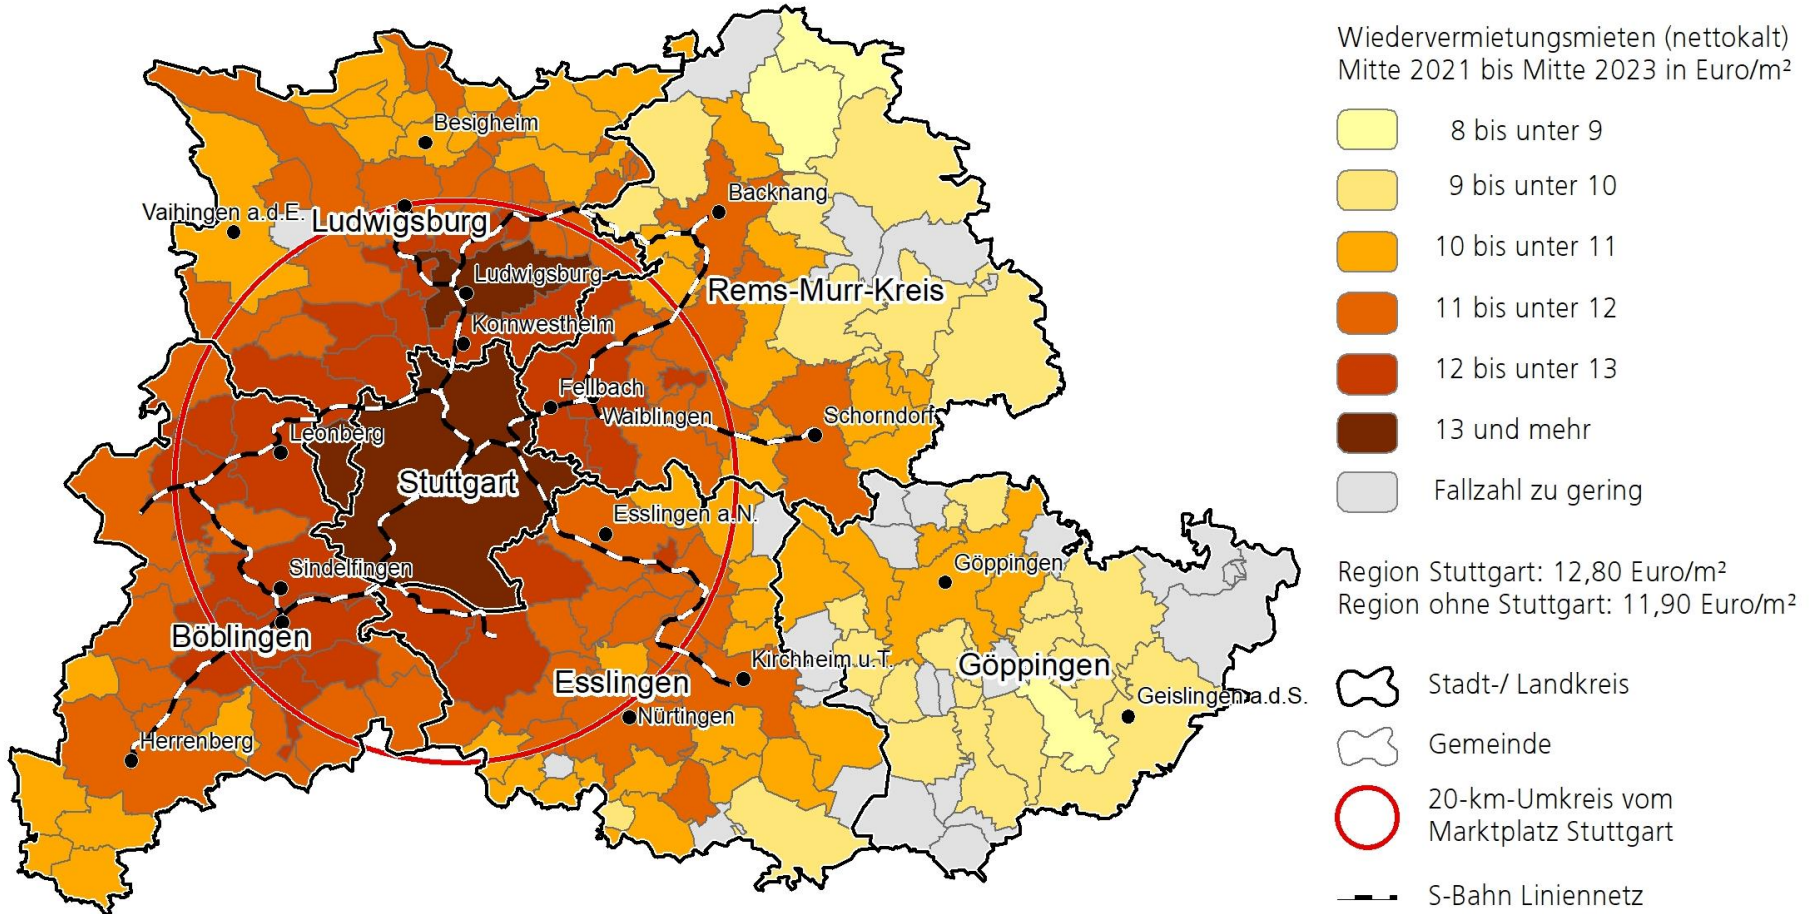 Besigheim
Vaihingen a.d.E.
Ludwigsburg
Backnang
Ludwigsburg
Rems-Murr-Kreis
Kornwestheim
Fellbach
Waiblingen
Schorndorf
Leonberg
Stuttgart
Esslingen a.N.
Sindelfingen
Göppingen
Böblingen
Kirchheim u.T.
Göppingen
Esslingen
Geislingen a.d.S.
Nürtingen
Herrenberg
Wiedervermietungsmieten (nettokalt)
Mitte 2021 bis Mitte 2023 in Euro/m²
8 bis unter 9
9 bis unter 10
10 bis unter 11
11 bis unter 12
12 bis unter 13
13 und mehr
Fallzahl zu gering
Region Stuttgart: 12,80 Euro/m²
Region ohne Stuttgart: 11,90 Euro/m²
Stadt-/ Landkreis
Gemeinde
20-km-Umkreis vom
Marktplatz Stuttgart
S-Bahn Liniennetz